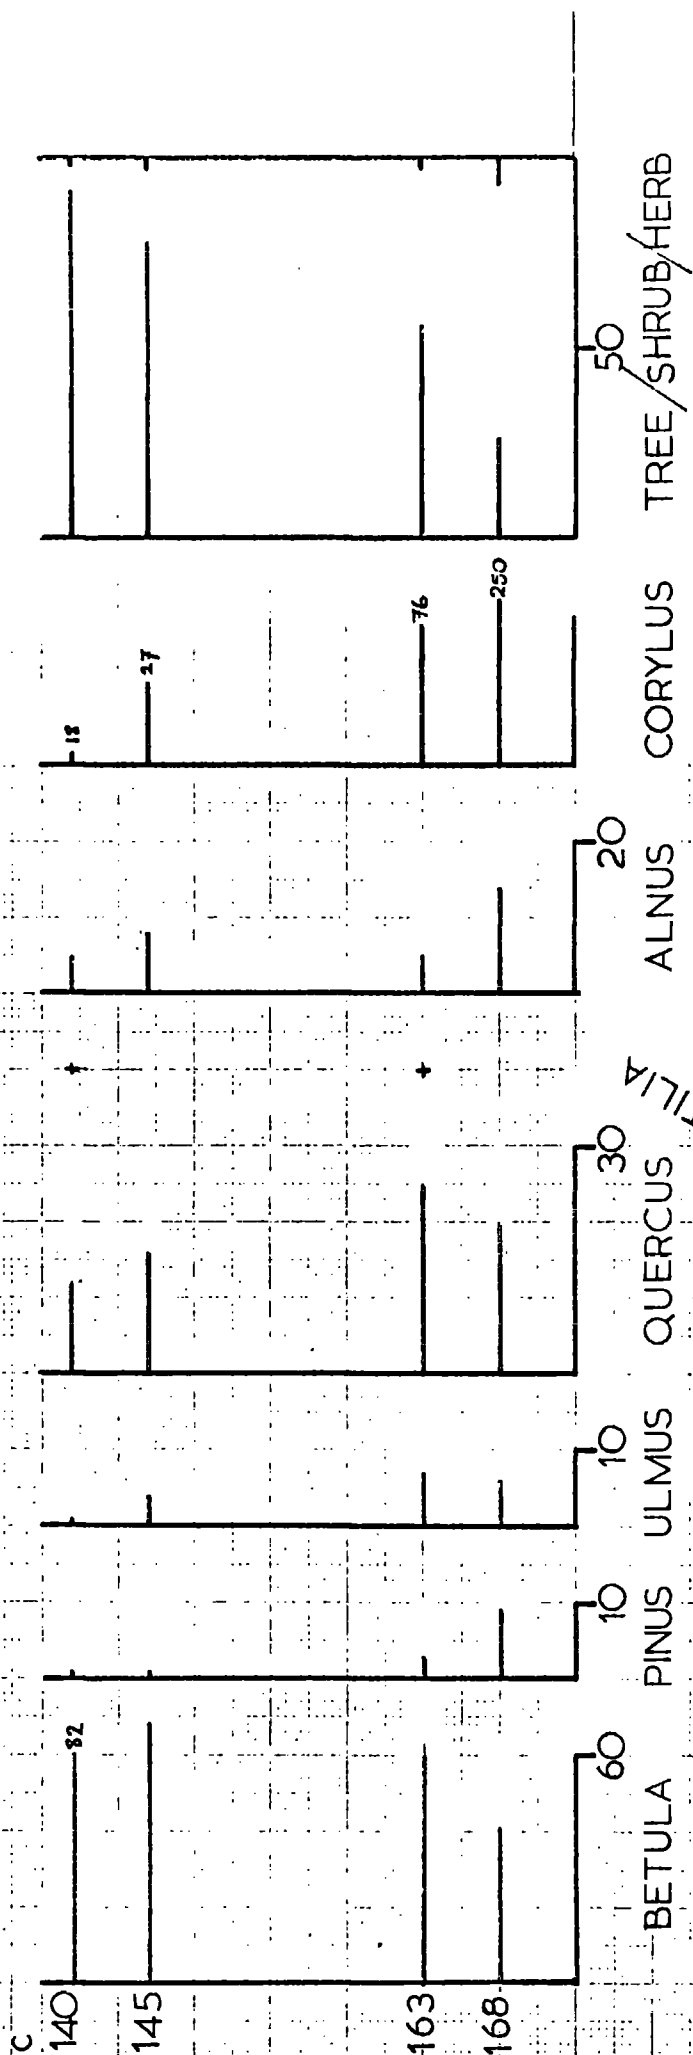 C
140
145
163
168
82
60
BETULA
10
PINUS
10
ULMUS
30
QUERCUS
+
+
TILIA
20
ALNUS
18
27
76
250
CORYLUS
50
TREE/SHRUB/HERB